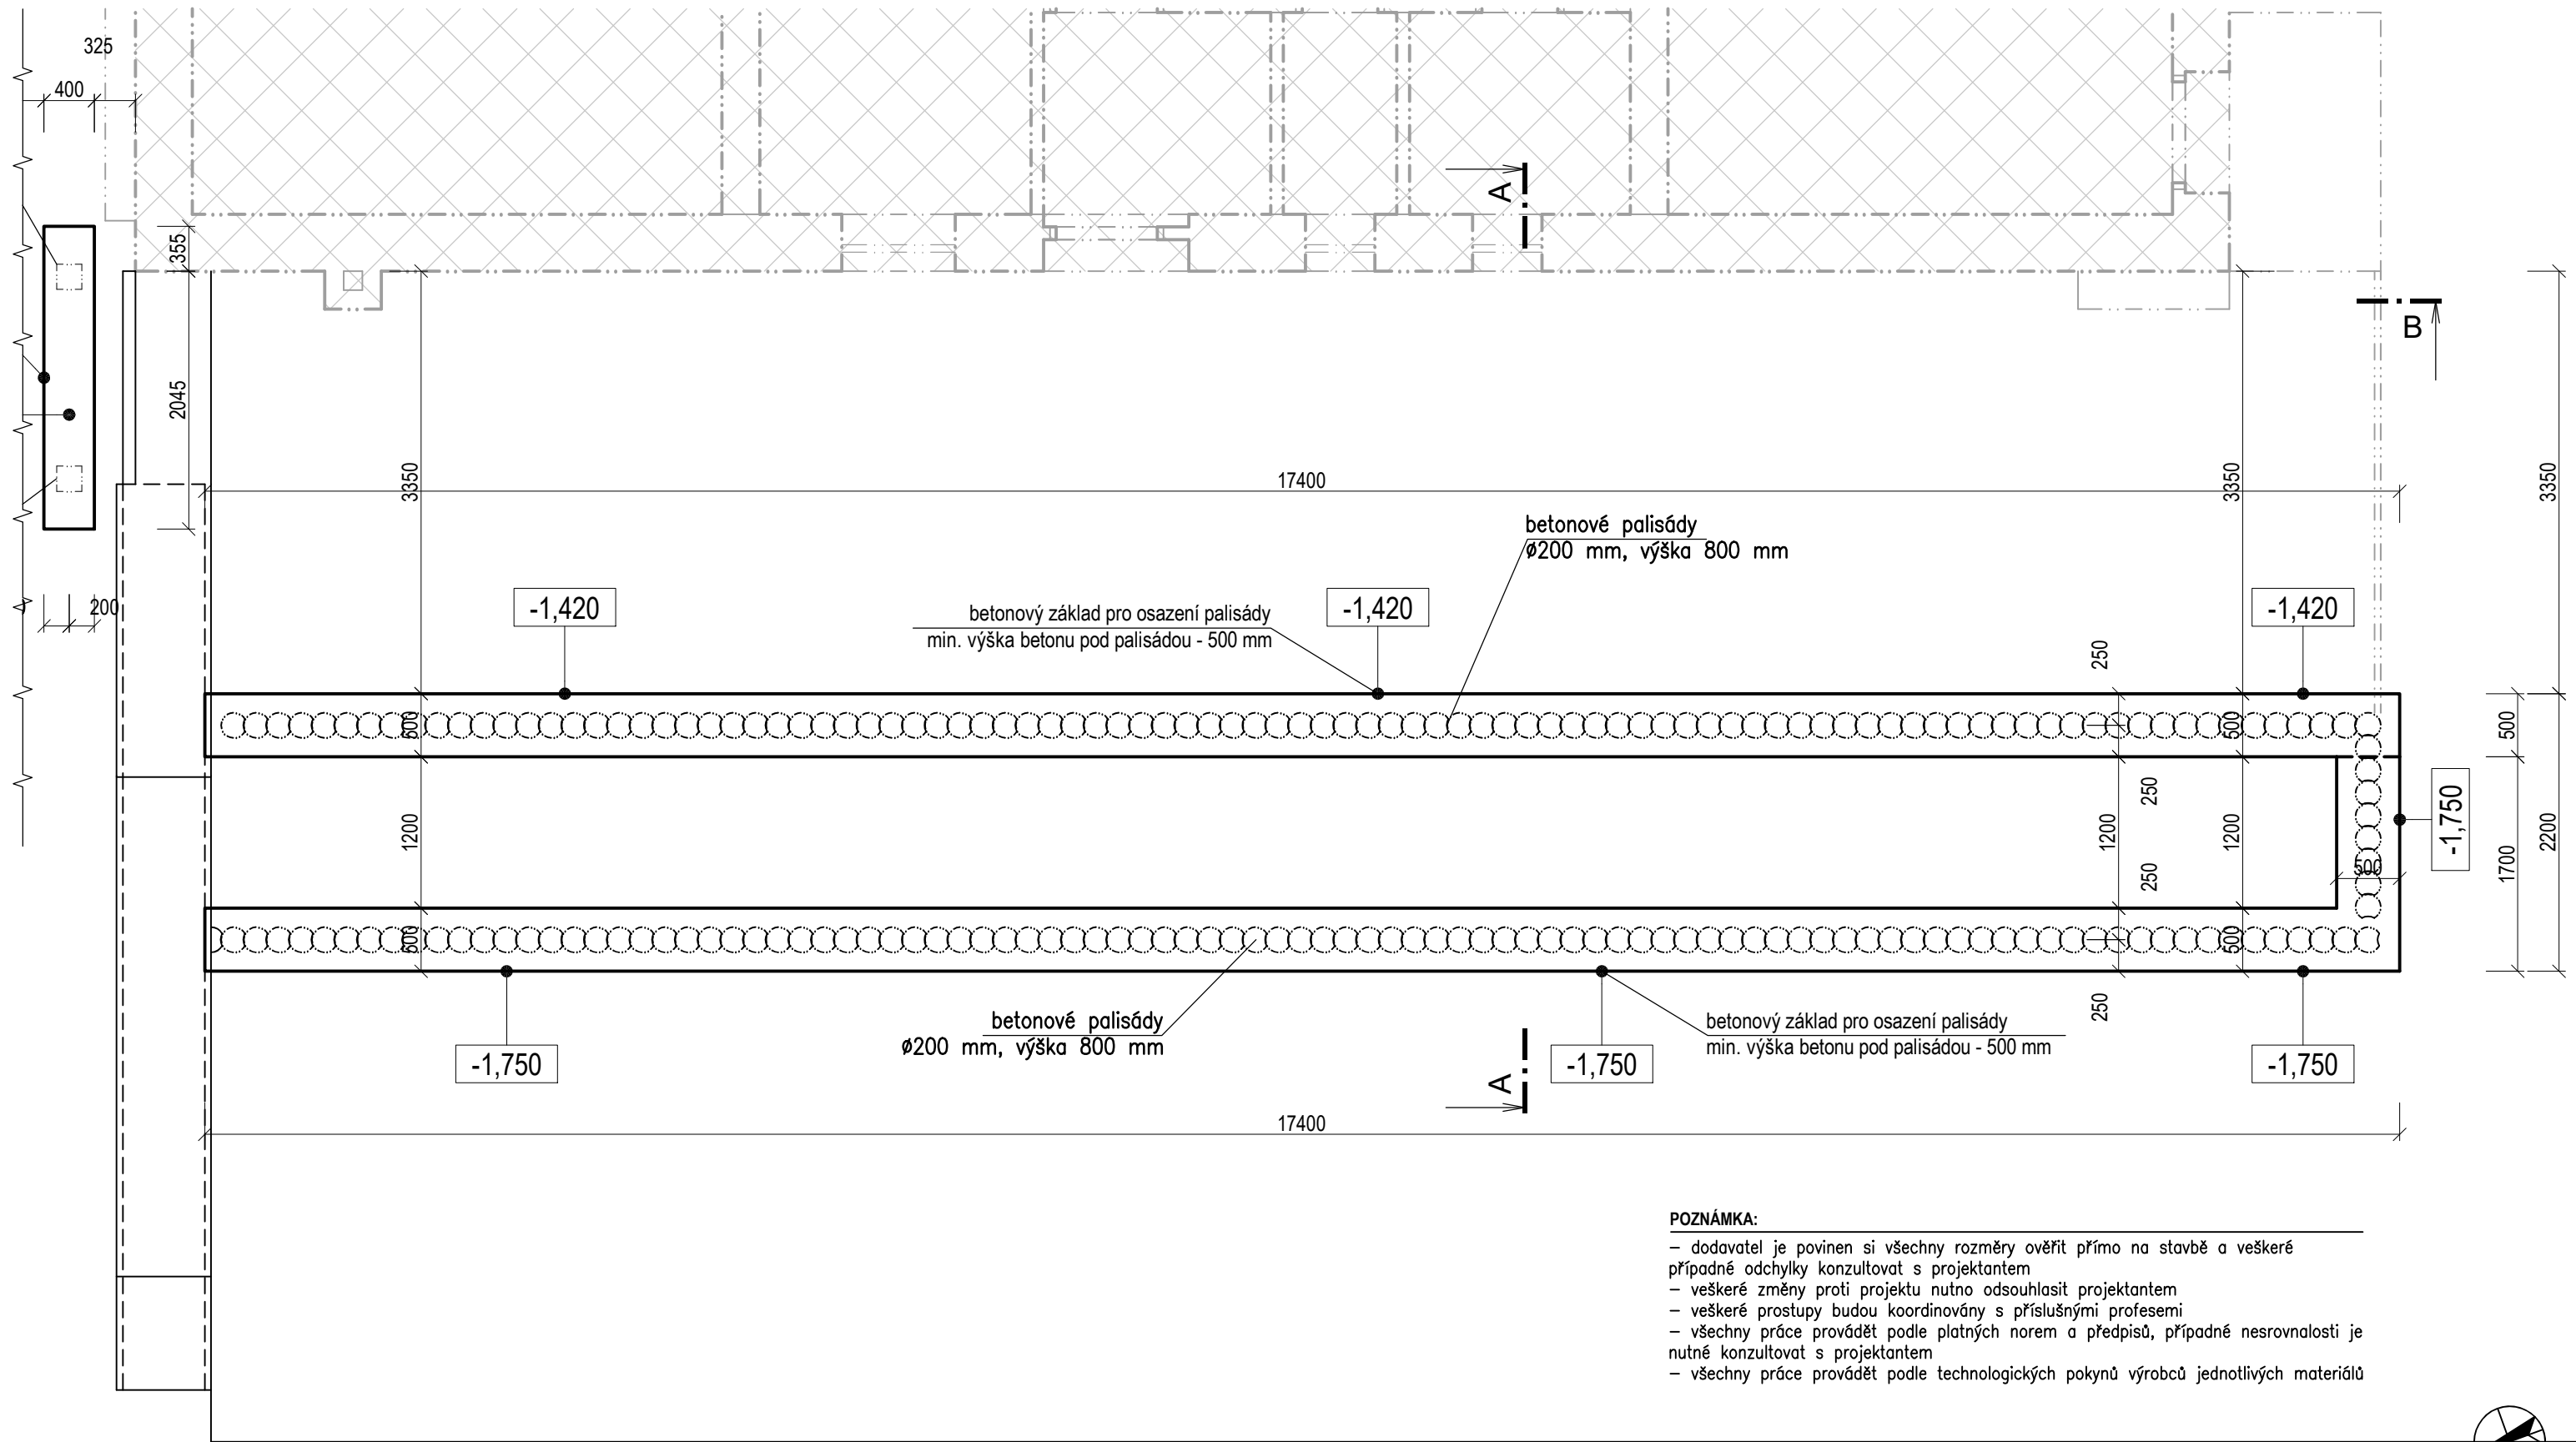 325
400
355
2045
200
A
B
3350
17400
3350
3350
betonové palisády
ø200 mm, výška 800 mm
-1,420
betonový základ pro osazení palisády
min. výška betonu pod palisádou - 500 mm
-1,420
-1,420
250
500
500
500
1200
1200
250
1200
250
500
1700
2200
-1,750
500
500
250
betonové palisády
ø200 mm, výška 800 mm
-1,750
A
-1,750
betonový základ pro osazení palisády
min. výška betonu pod palisádou - 500 mm
-1,750
17400
POZNÁMKA:
– dodavatel je povinen si všechny rozměry ověřit přímo na stavbě a veškeré
případné odchylky konzultovat s projektantem
– veškeré změny proti projektu nutno odsouhlasit projektantem
– veškeré prostupy budou koordinovány s příslušnými profesemi
– všechny práce provádět podle platných norem a předpisů, případné nesrovnalosti je
nutné konzultovat s projektantem
– všechny práce provádět podle technologických pokynů výrobců jednotlivých materiálů